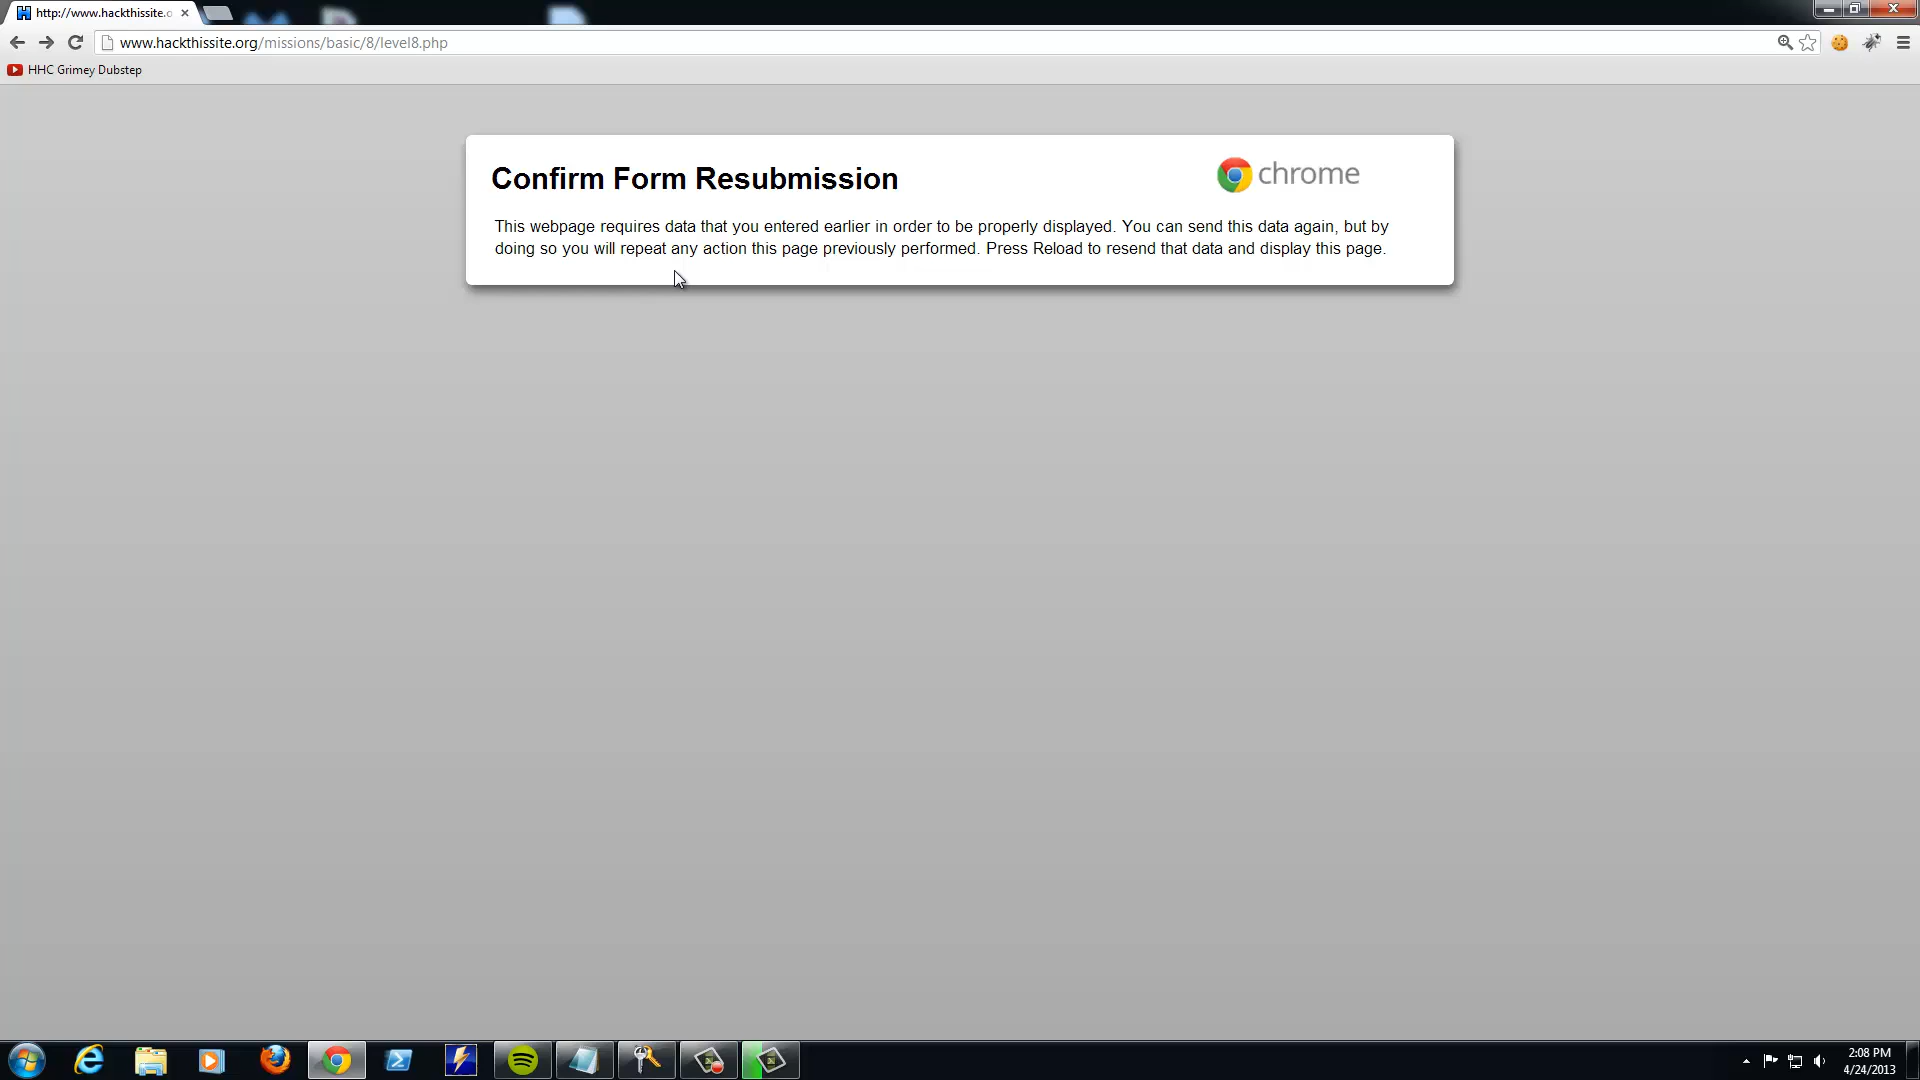 http://www.hackthissite.o
www.hackthissite.org/missions/basic/8/level8.php
HHC Grimey Dubstep
Confirm Form Resubmission
chrome
This webpage requires data that you entered earlier in order to be properly displayed. You can send this data again, but by
doing so you will repeat any action this page previously performed. Press Reload to resend that data and display this page.
2:08 PM
4/24/2013